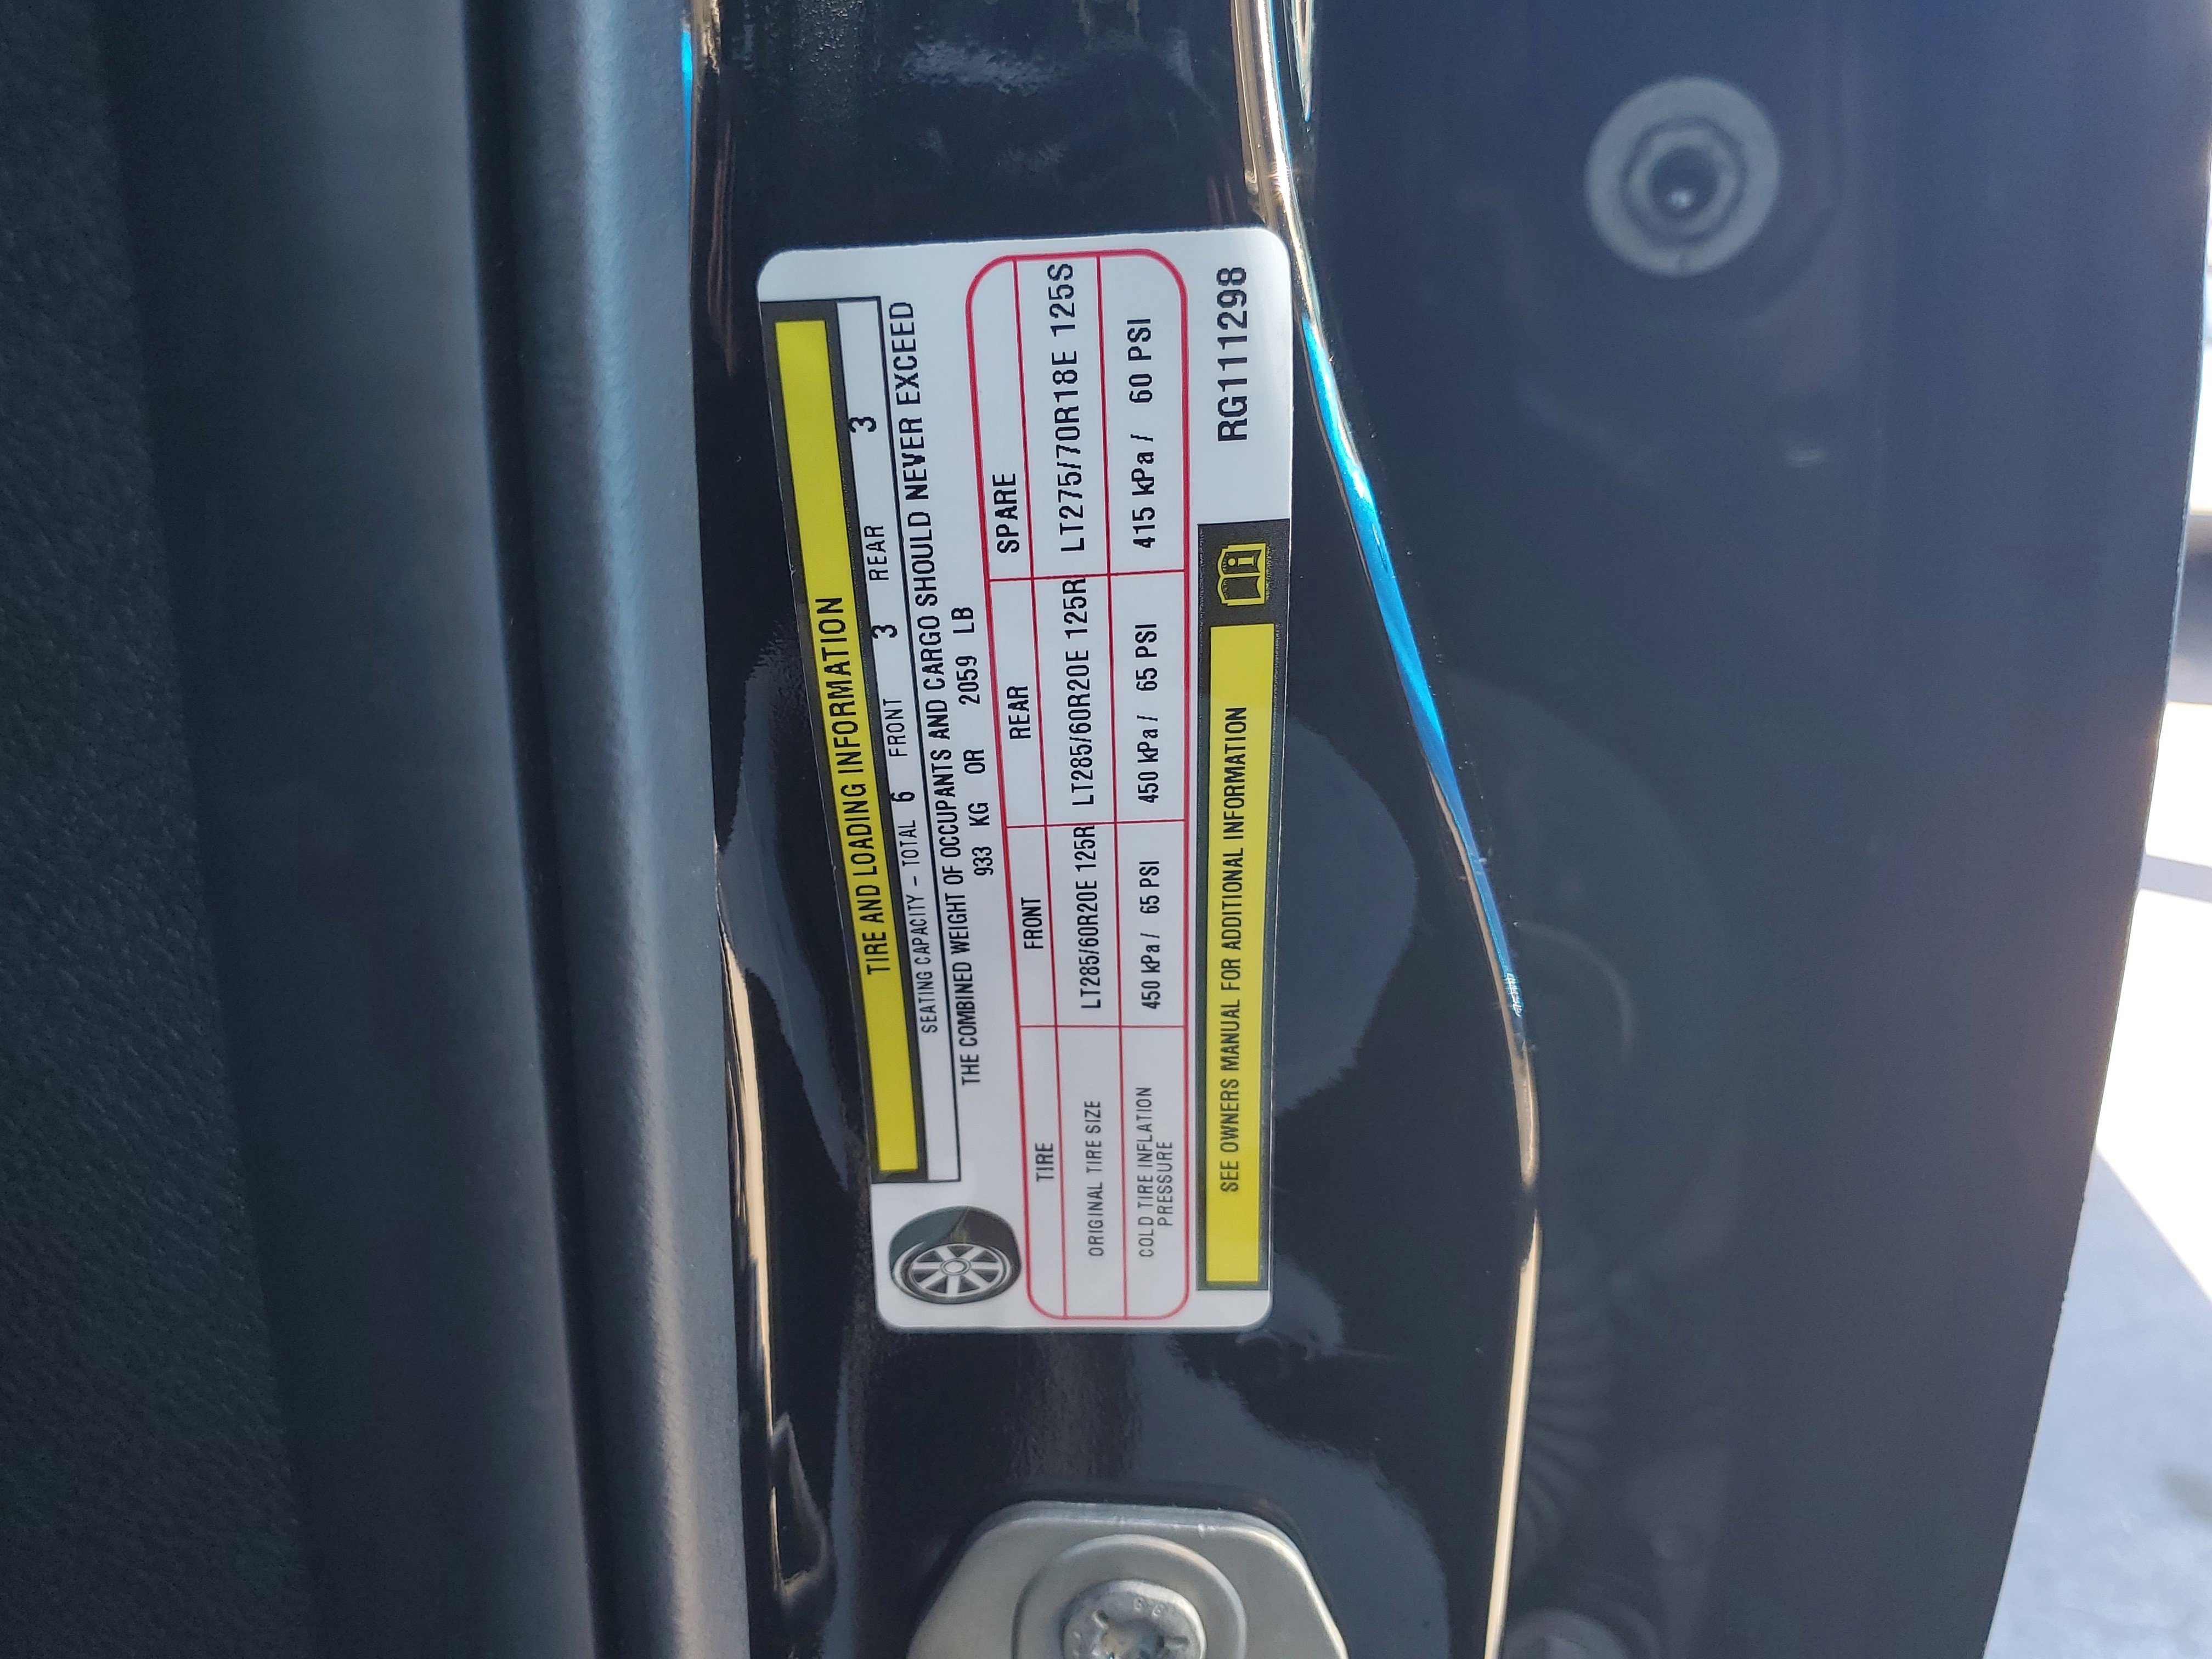 TIRE AND LOADING INFORMATION
SEATING CAPACITY - TOTAL 6 FRONT 3 REAR 3
THE COMBINED WEIGHT OF OCCUPANTS AND CARGO SHOULD NEVER EXCEED
933 KG OR 2059 LB
TIRE FRONT REAR SPARE
ORIGINAL TIRE SIZE LT285/60R20E 125R LT285/60R20E 125R LT275/70R18E 125S
COLD TIRE INFLATION
PRESSURE 450 kPa / 65 PSI 450 kPa / 65 PSI 415 kPa / 60 PSI
SEE OWNERS MANUAL FOR ADDITIONAL INFORMATION
RG111298